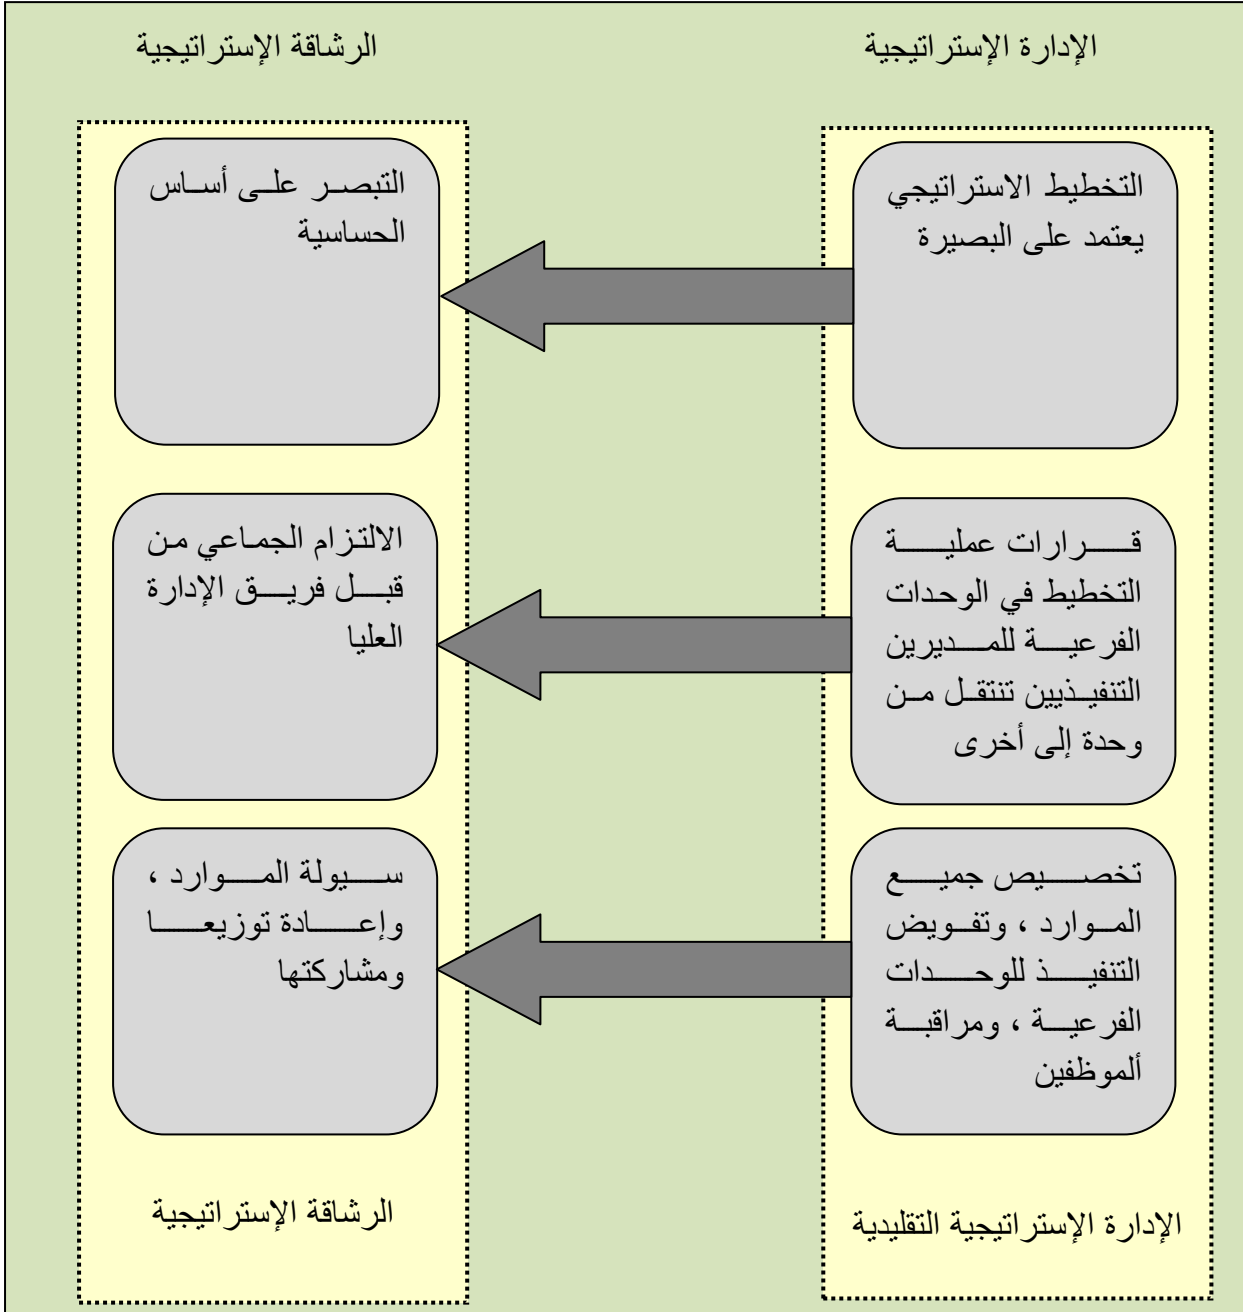 الإدارة الإستراتيجية
الرشاقة الإستراتيجية
التخطيط الاستراتيجي
يعتمد على البصيرة
التبصر على أساس
الحساسية
قرارات عملية
التخطيط في الوحدات
الفرعية للمديرين
التنفيذيين تنتقل من
وحدة إلى أخرى
الالتزام الجماعي من
قبل فريق الإدارة
العليا
تخصيص جميع
الموارد ، وتفويض
التنفيذ للوحدات
الفرعية ، ومراقبة
ألموظفين
سيولة الموارد ،
وإعادة توزيعا
ومشاركتها
الإدارة الإستراتيجية التقليدية
الرشاقة الإستراتيجية